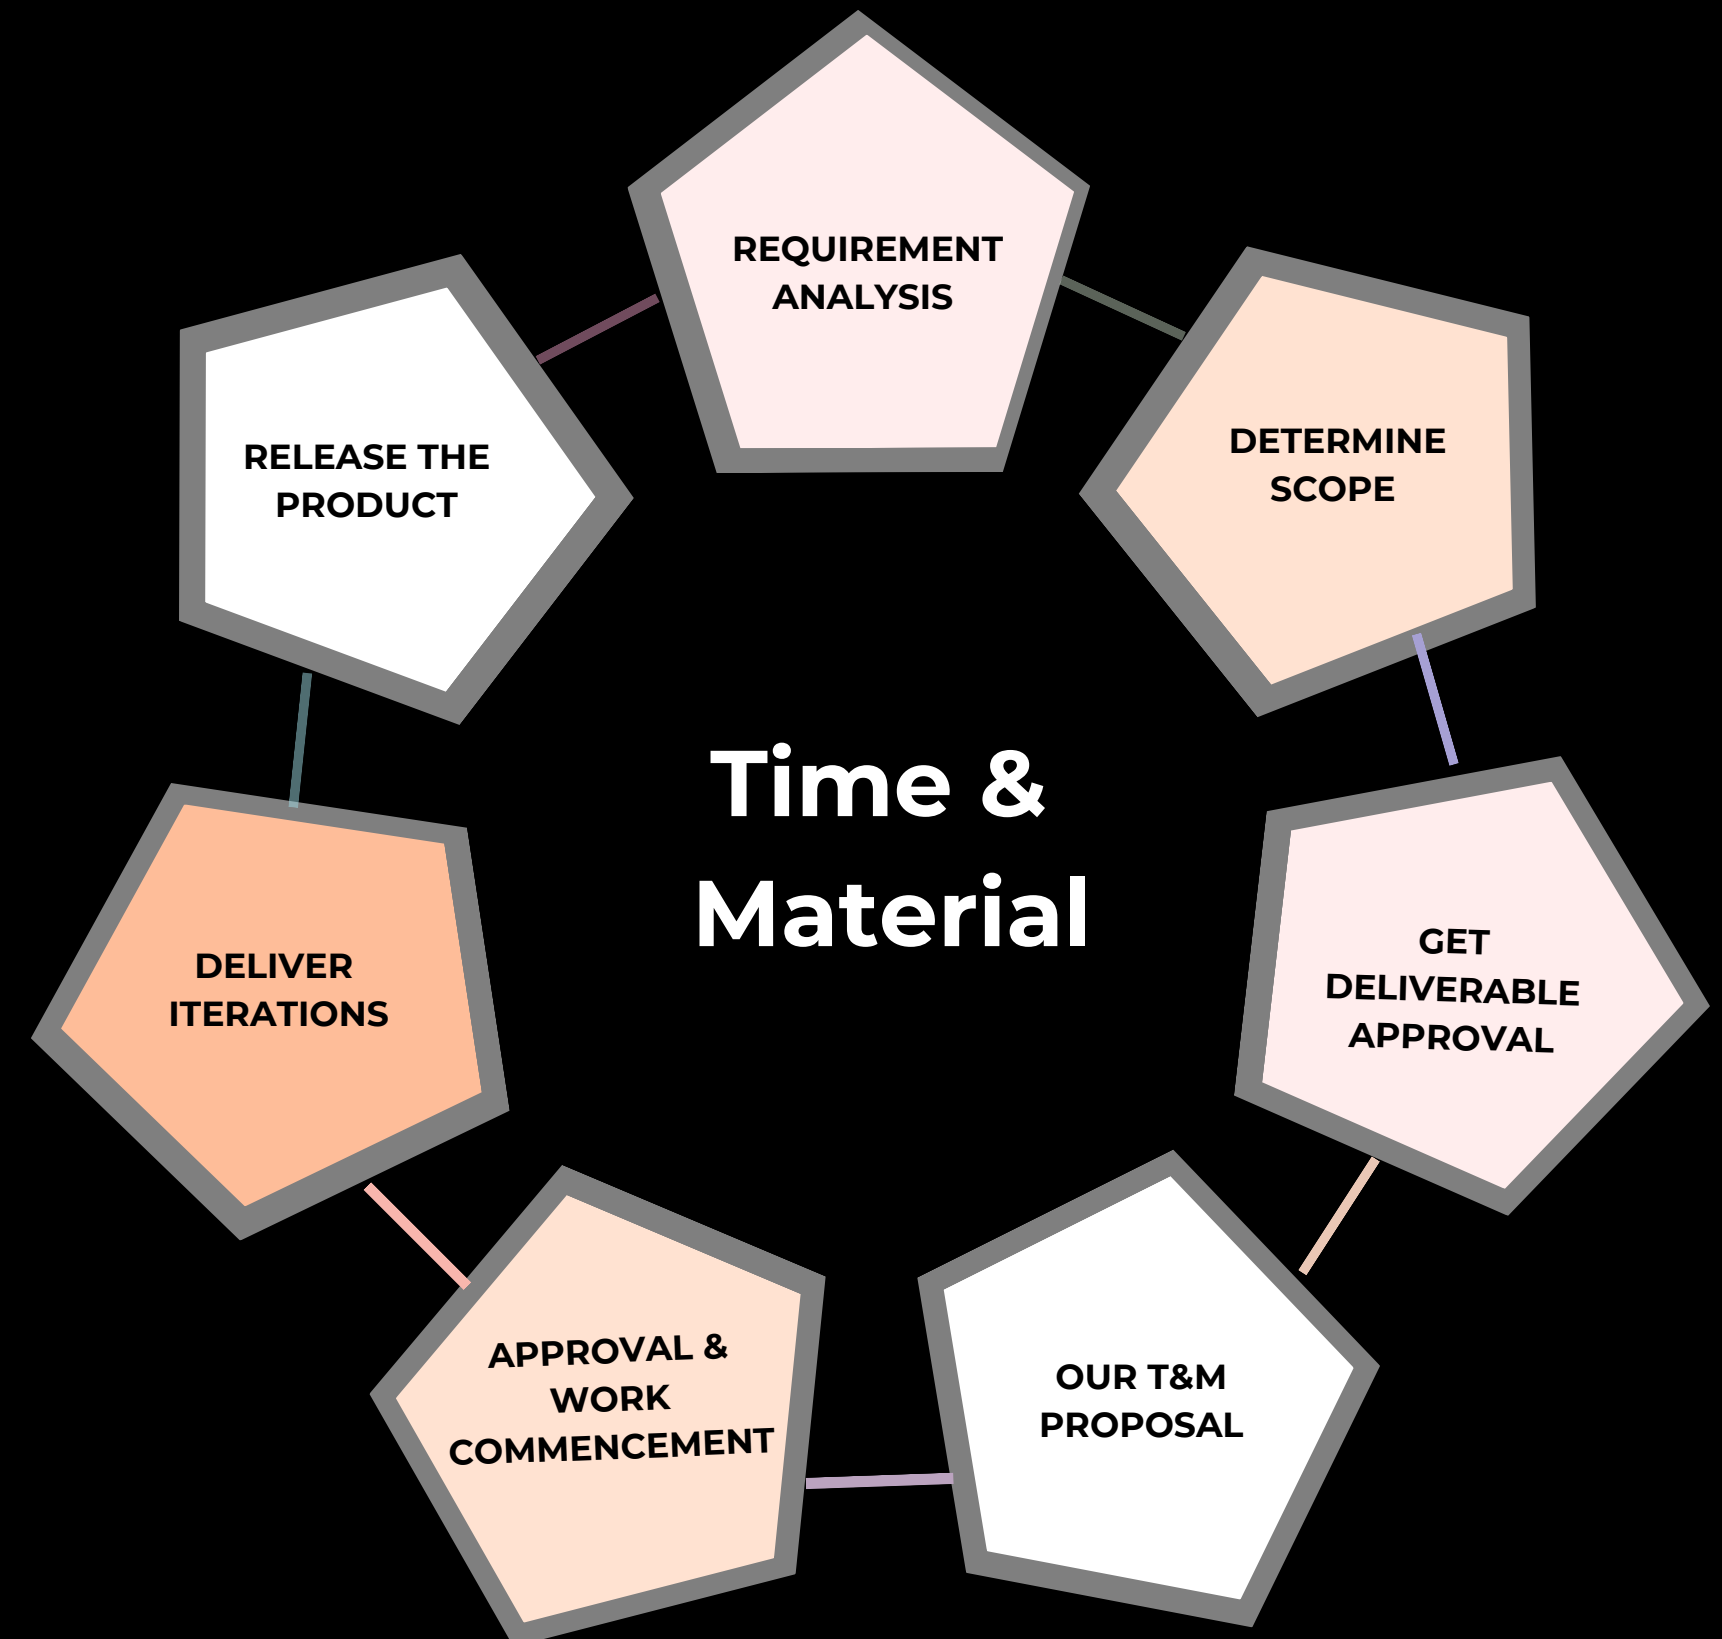 REQUIREMENT
ANALYSIS
DETERMINE
SCOPE
GET
DELIVERABLE
APPROVAL
OUR T&M
PROPOSAL
APPROVAL &
WORK
COMMENCEMENT
DELIVER
ITERATIONS
RELEASE THE
PRODUCT
Time &
Material